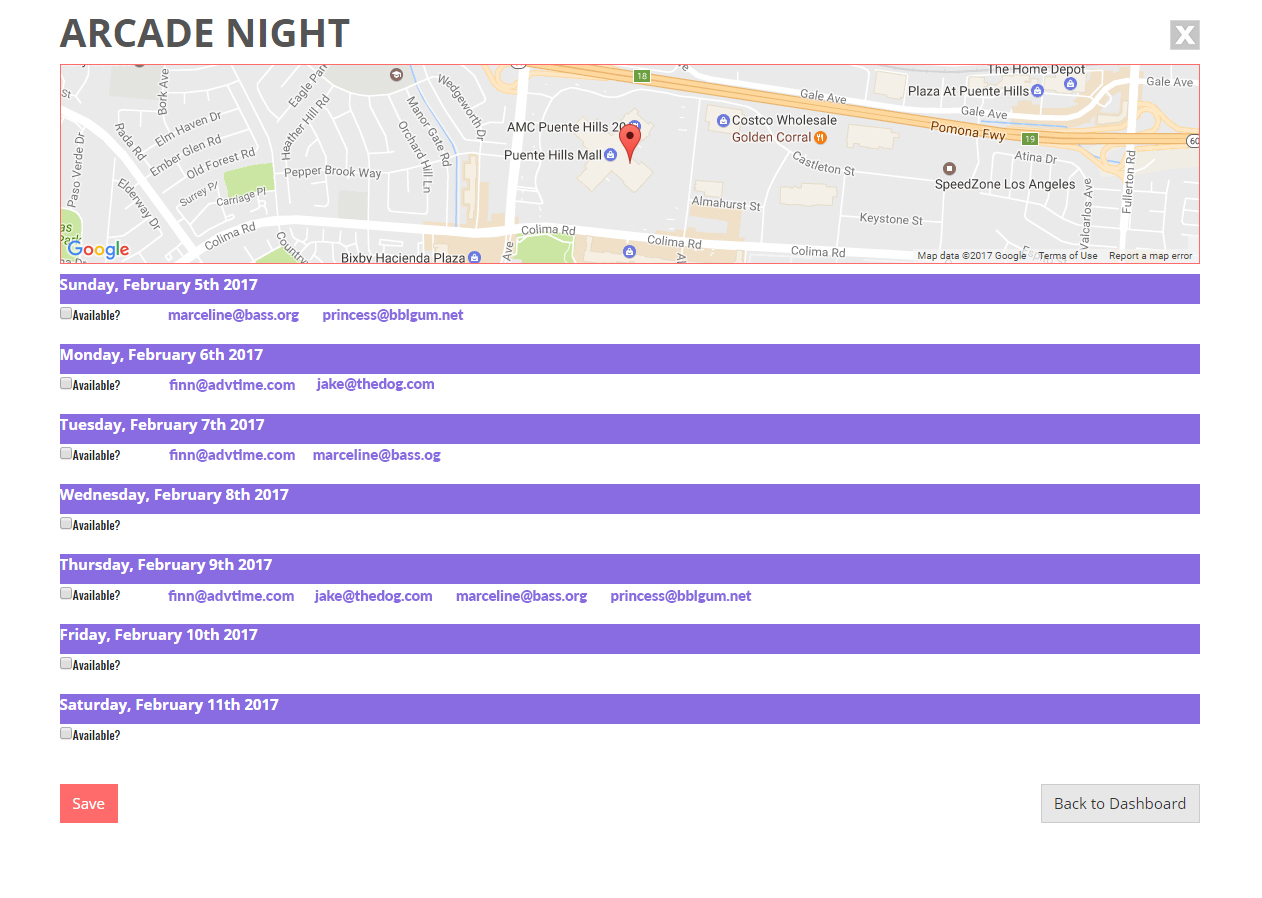 ARCADE NIGHT
X
St
Bork Ave
Eagle
Wedgeworth Dr
18
The Home Depot
Gale Ave
Gale Ave
Plaza At Puente Hills
Gale Ave
Rada Rd
Elm Haven Dr
Heather Hill Rd
Manor Gate Rd
Orchard Hill Ln
AMC Puente Hills 20
Costco Wholesale
Golden Corral
Pomona Fwy
19
60
Paso Verde Dr
Ember Glen Rd
Old Forest Rd
Puente Hills Mall
Castleton St
Atina Dr
Fullerton Rd
Elderway Dr
Surrey Pl
Carriage Pl
Pepper Brook Way
SpeedZone Los Angeles
Almahurst St
Valcarlos Ave
Keystone St
Colima Rd
Country
Colima Rd
Colima Rd
Colima Rd
Ave
Google
Bixby Hacienda Plaza
Map data ©2017 Google
Terms of Use
Report a map error
Sunday, February 5th 2017
Available? marceline@bass.org princess@bblgum.net
Monday, February 6th 2017
Available? finn@advtime.com jake@thedog.com
Tuesday, February 7th 2017
Available? finn@advtime.com marceline@bass.og
Wednesday, February 8th 2017
Available?
Thursday, February 9th 2017
Available? finn@advtime.com jake@thedog.com marceline@bass.org princess@bblgum.net
Friday, February 10th 2017
Available?
Saturday, February 11th 2017
Available?
Save Back to Dashboard